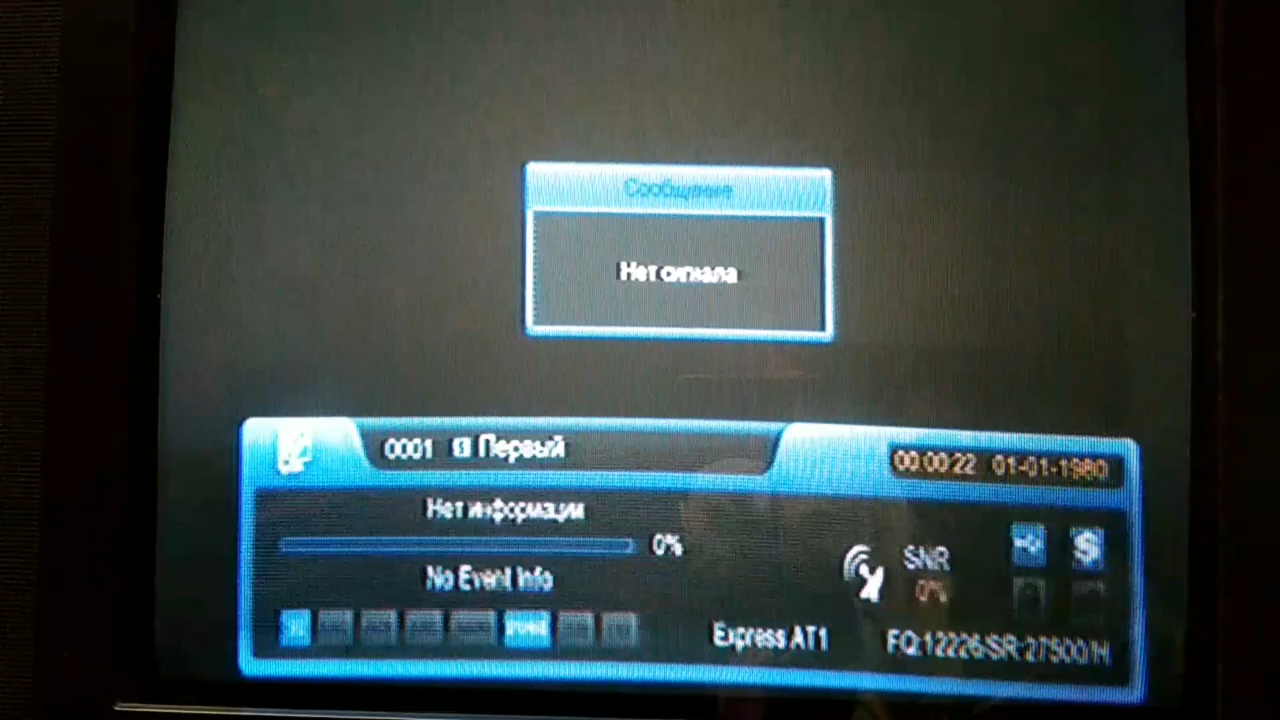 Сообщение
Нет сигнала
0001 Первый
00:00:22 01-01-1980
Нет информации
0%
SNR
0%
$
No Event Info
Express AT1
FQ:12226/SR:27500/H